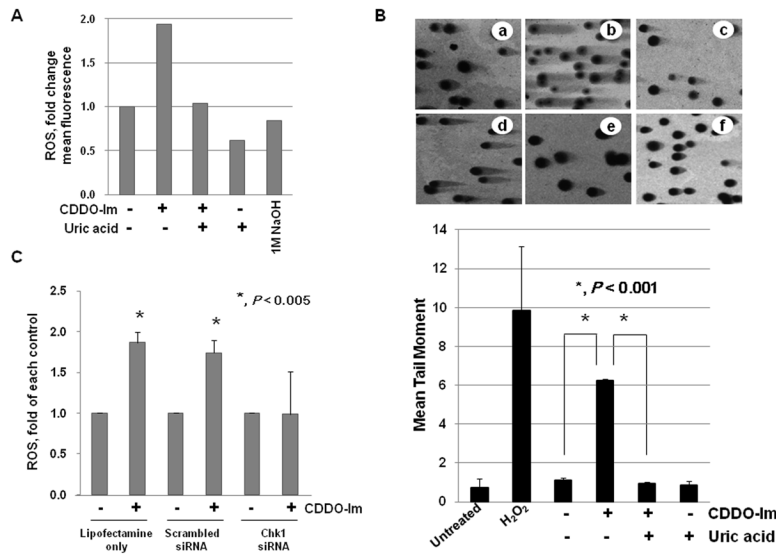 A
ROS, fold change
mean fluorescence
2.0
1.5
1.0
0.5
0.0
CDDO-Im - + + - 
Uric acid - - + +
1M NaOH
B
a
b
c
d
e
f
Mean Tail Moment
14
12
10
8
6
4
2
0
*, P < 0.001
* *
Untreated
H₂O₂
- + + - CDDO-Im
- - + + Uric acid
C
ROS, fold of each control
2.5
2.0
1.5
1.0
0.5
0.0
*, P < 0.005
* *
- + - + - + CDDO-Im
Lipofectamine
only
Scrambled
siRNA
Chk1
siRNA